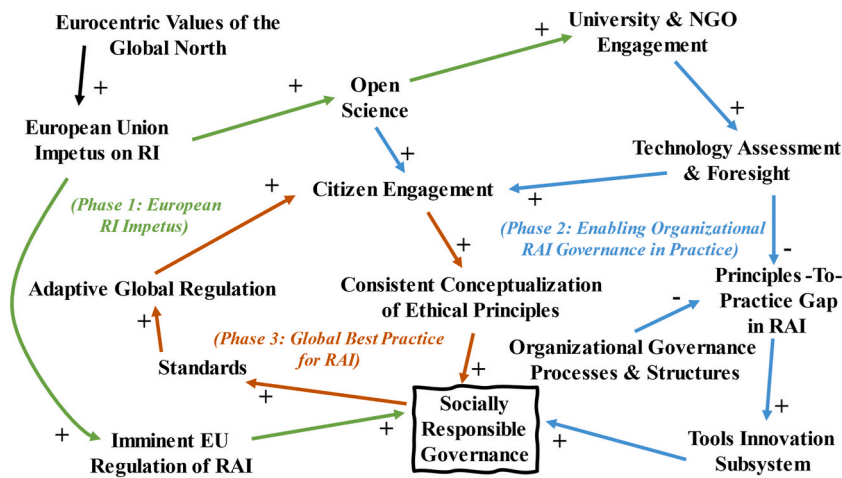 Eurocentric Values of the
Global North
+
European Union
Impetus on RI
+
Open
Science
+
University & NGO
Engagement
+
Technology Assessment
& Foresight
+
Citizen Engagement
+
+
(Phase 1: European
RI Impetus)
(Phase 2: Enabling Organizational
RAI Governance in Practice)
+
-
Adaptive Global Regulation
Consistent Conceptualization
of Ethical Principles
Principles -To-
Practice Gap
in RAI
-
+
(Phase 3: Global Best Practice
for RAI)
Standards
+
+
Organizational Governance
Processes & Structures
Socially
Responsible
Governance
+
+
+
+
Imminent EU
Regulation of RAI
Tools Innovation
Subsystem